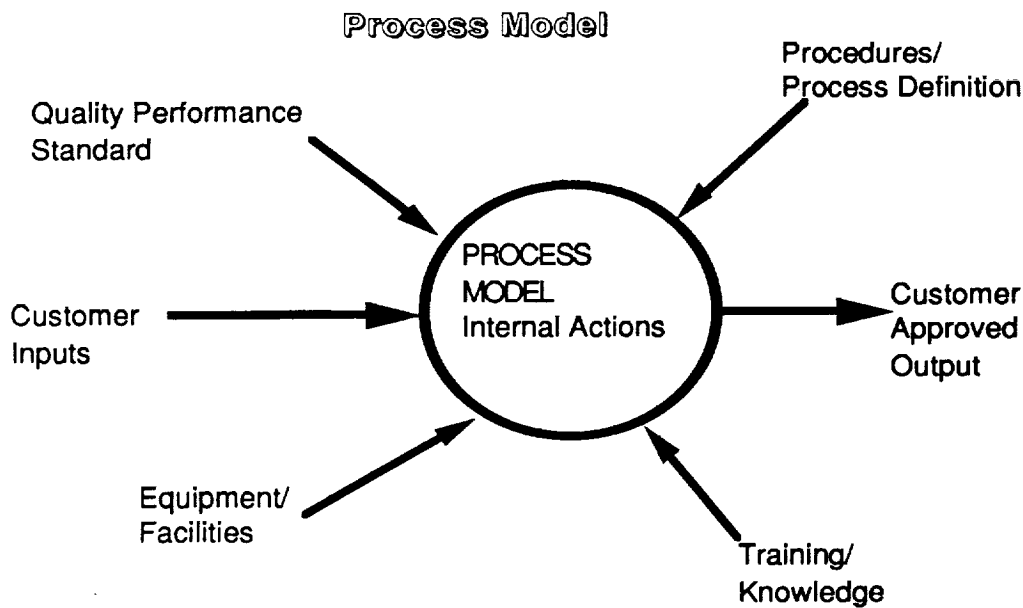 Process Model
Procedures/
Process Definition
Quality Performance
Standard
PROCESS
MODEL
Internal Actions
Customer
Inputs
Customer
Approved
Output
Equipment/
Facilities
Training/
Knowledge